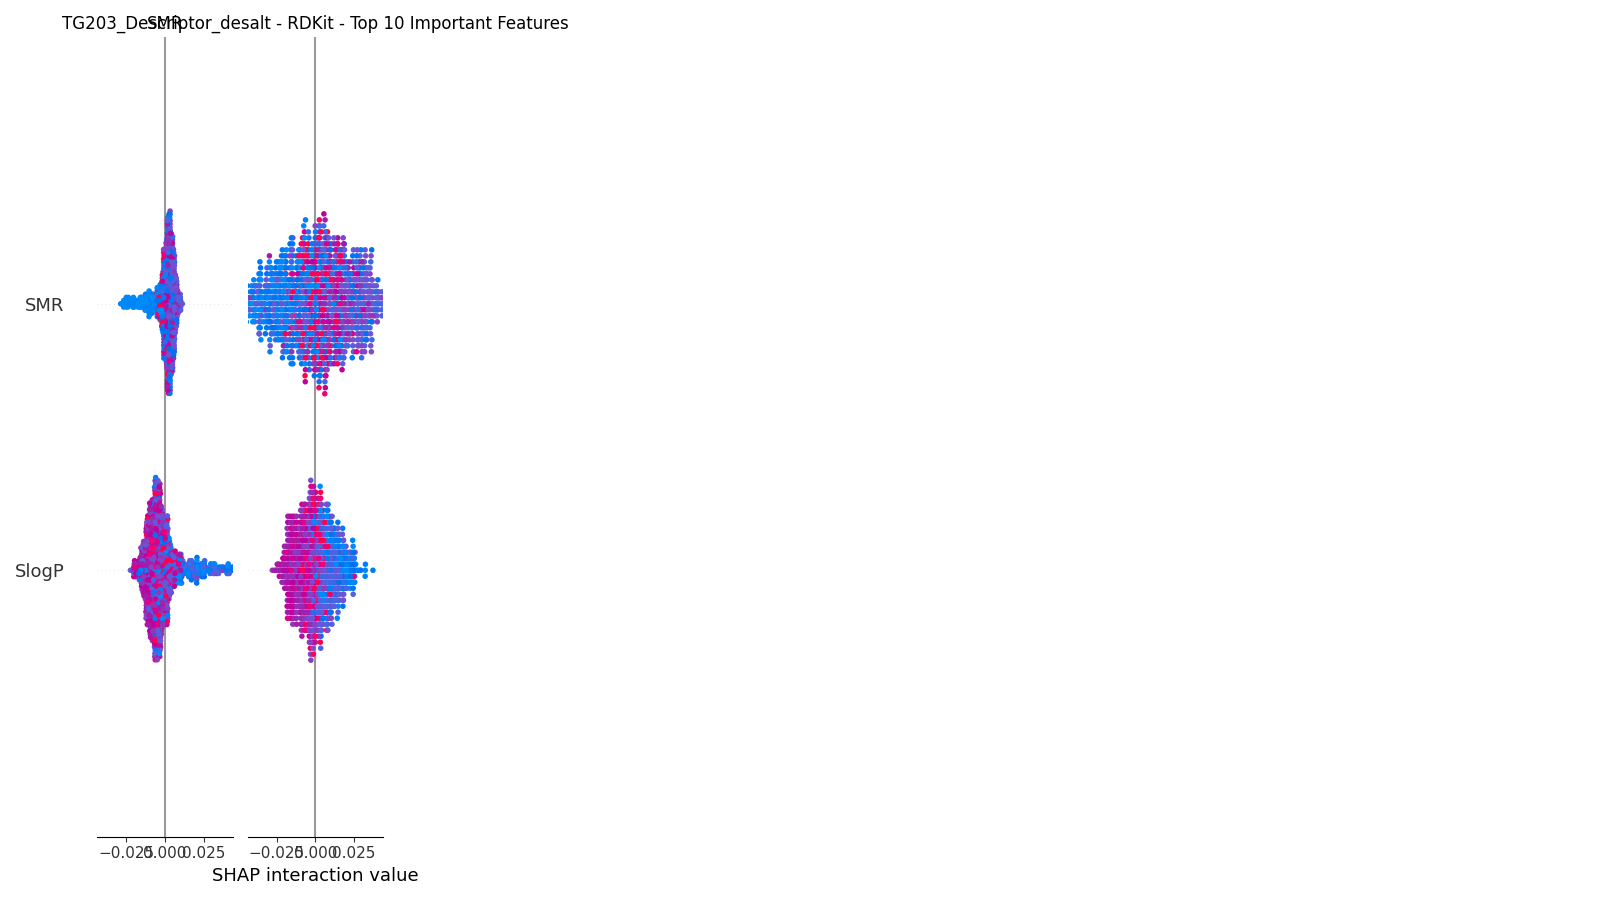 TG203_Descriptor_desalt - RDKit - Top 10 Important Features
SMR
SMR
SlogP
−0.025 0.000 0.025
−0.025 0.000 0.025
SHAP interaction value